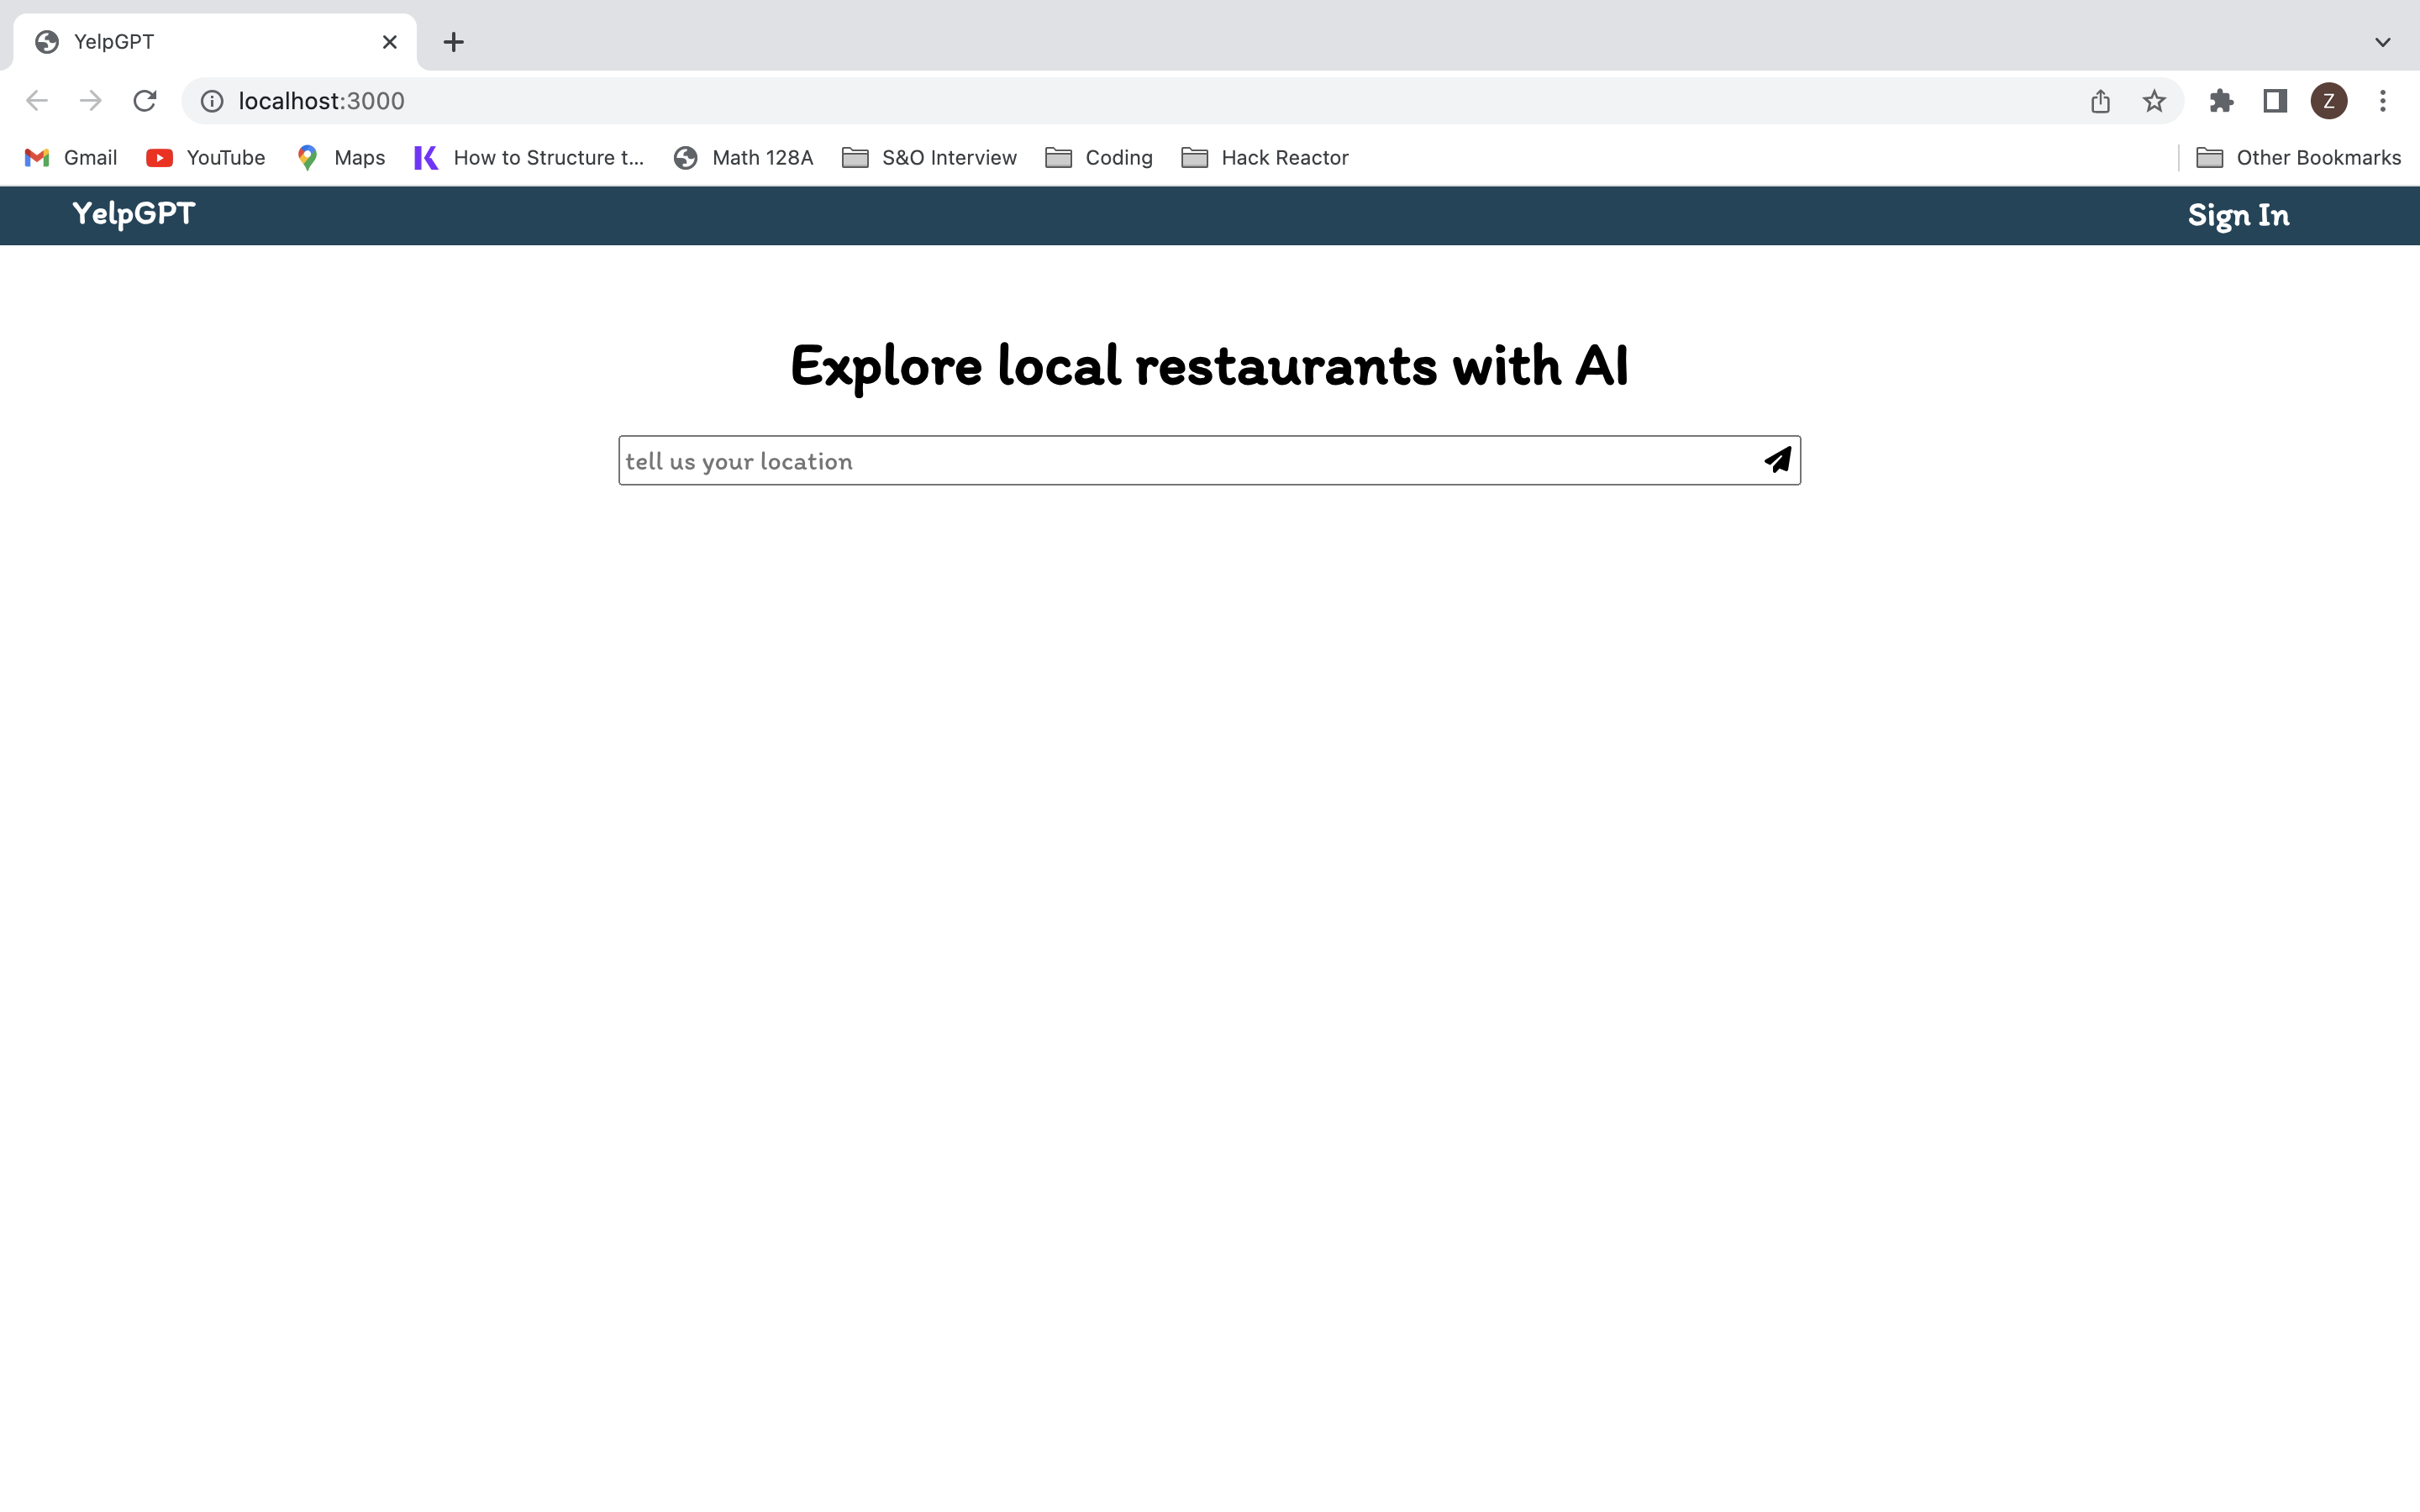 YelpGPT
localhost:3000
Z
Gmail YouTube Maps How to Structure t... Math 128A S&O Interview Coding Hack Reactor Other Bookmarks
YelpGPT Sign In
Explore local restaurants with AI
tell us your location